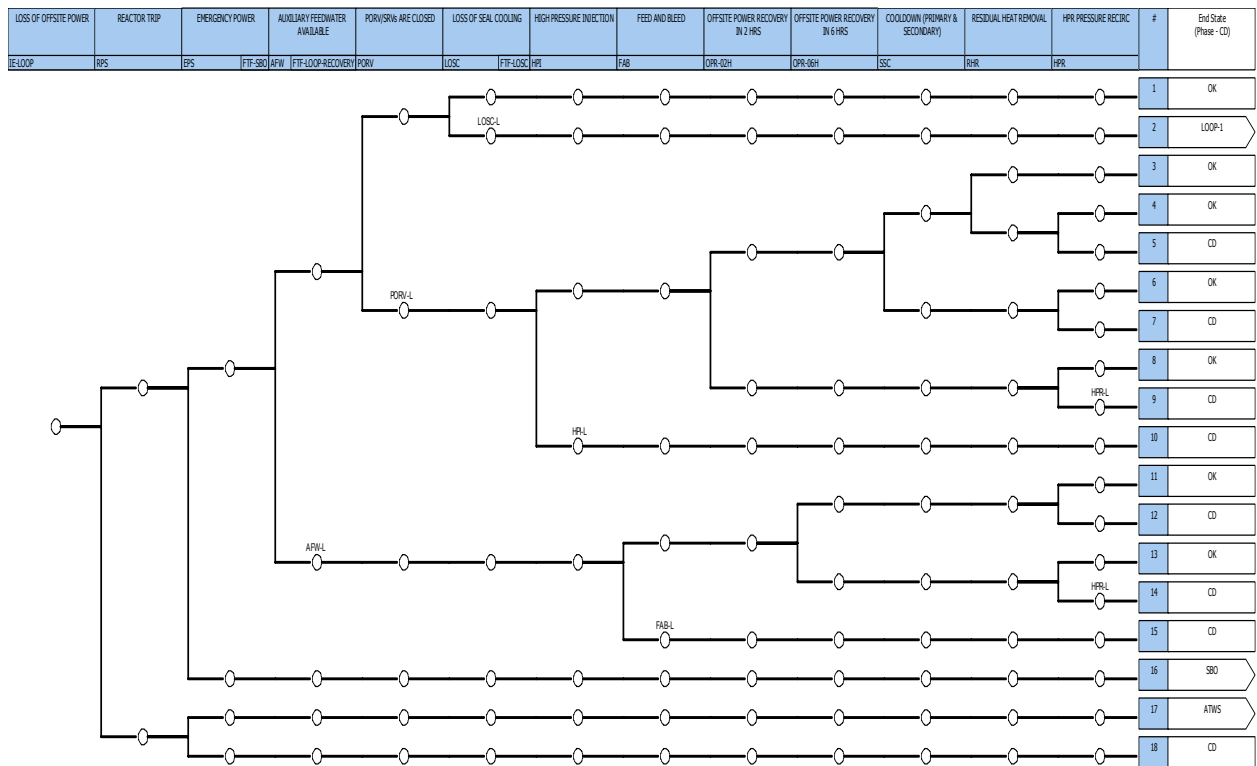 LOSS OF OFFSITE POWER
REACTOR TRIP
EMERGENCY POWER
AUXILIARY FEEDWATER
AVAILABLE
PORV/SRVs ARE CLOSED
LOSS OF SEAL COOLING
HIGH PRESSURE INJECTION
FEED AND BLEED
OFFSITE POWER RECOVERY
IN 2 HRS
OFFSITE POWER RECOVERY
IN 6 HRS
COOLDOWN (PRIMARY &
SECONDARY)
RESIDUAL HEAT REMOVAL
HPR PRESSURE RECIRC
#
End State
(Phase - CD)
IE-LOOP
RPS
EPS
FTF-SBO
AFW
FTF-LOOP-RECOVERY
PORV
LOSC
FTF-LOSC
HPI
FAB
OPR-02H
OPR-06H
SSC
RHR
HPR
1 OK
LOSC-L
2 LOOP-1
3 OK
4 OK
5 CD
6 OK
PORV-L
7 CD
8 OK
HPR-L
9 CD
HPI-L
10 CD
11 OK
12 CD
AFW-L
13 OK
HPR-L
14 CD
FAB-L
15 CD
16 SBO
17 ATWS
18 CD